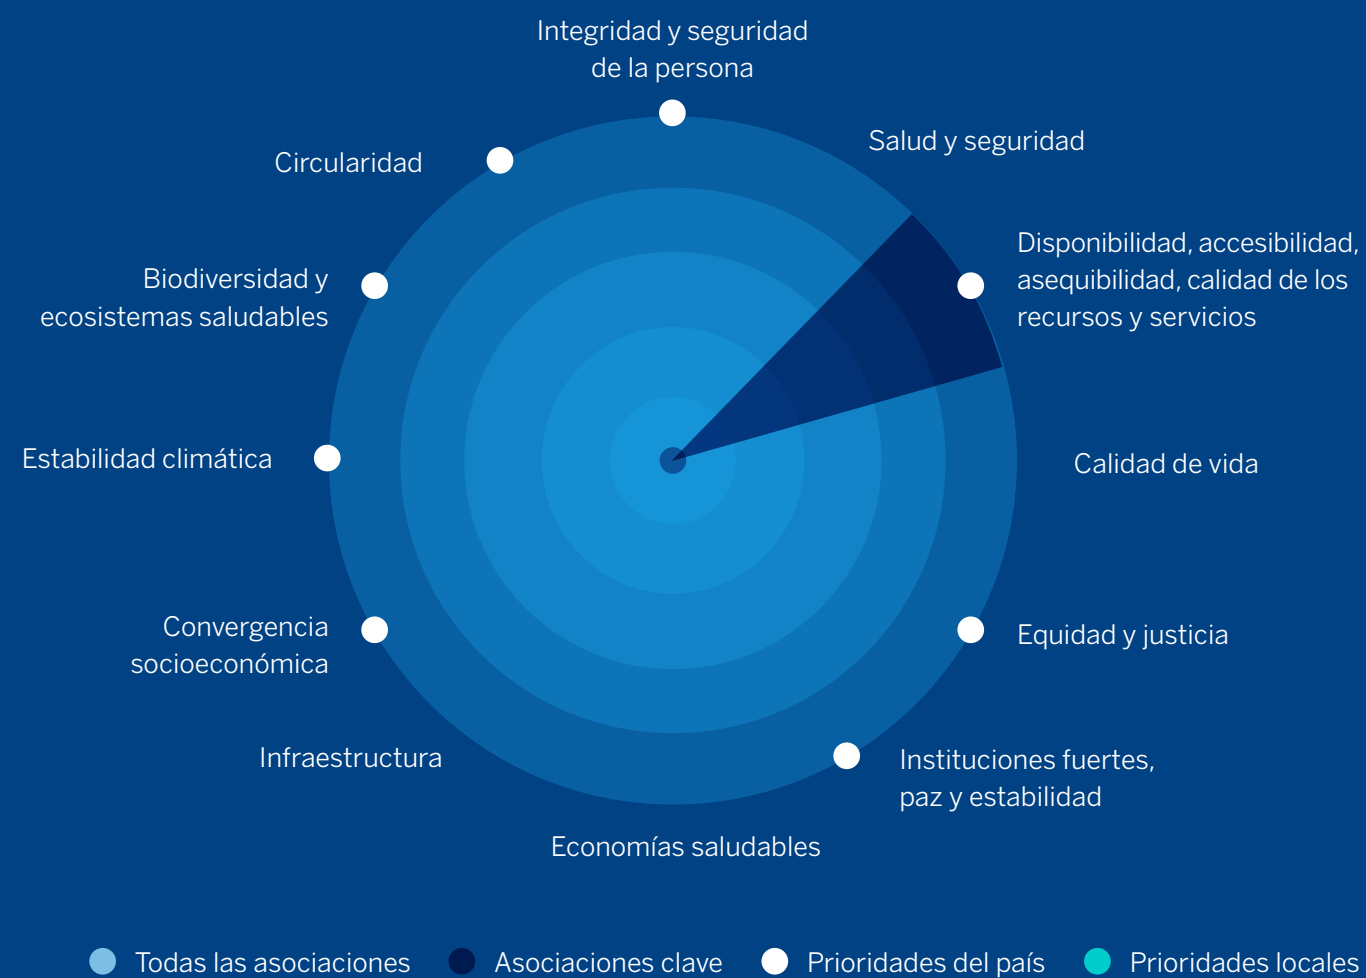 Integridad y seguridad
de la persona
Salud y seguridad
Circularidad
Disponibilidad, accesibilidad,
asequibilidad, calidad de los
recursos y servicios
Biodiversidad y
ecosistemas saludables
Estabilidad climática
Calidad de vida
Convergencia
socioeconómica
Equidad y justicia
Infraestructura
Instituciones fuertes,
paz y estabilidad
Economías saludables
Todas las asociaciones
Asociaciones clave
Prioridades del país
Prioridades locales